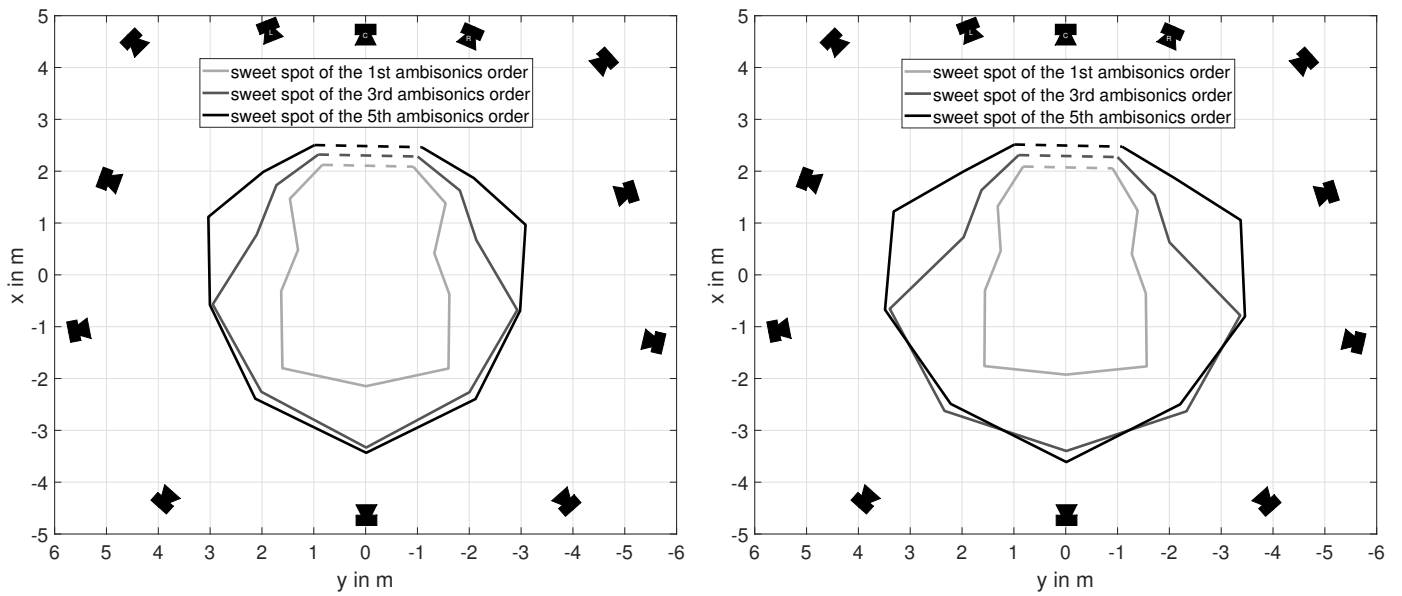 5
4
3
2
1
0
-1
-2
-3
-4
-5
x in m
L
C
R
sweet spot of the 1st ambisonics order
sweet spot of the 3rd ambisonics order
sweet spot of the 5th ambisonics order
6 5 4 3 2 1 0 -1 -2 -3 -4 -5 -6
y in m
5
4
3
2
1
0
-1
-2
-3
-4
-5
x in m
L
C
R
sweet spot of the 1st ambisonics order
sweet spot of the 3rd ambisonics order
sweet spot of the 5th ambisonics order
6 5 4 3 2 1 0 -1 -2 -3 -4 -5 -6
y in m